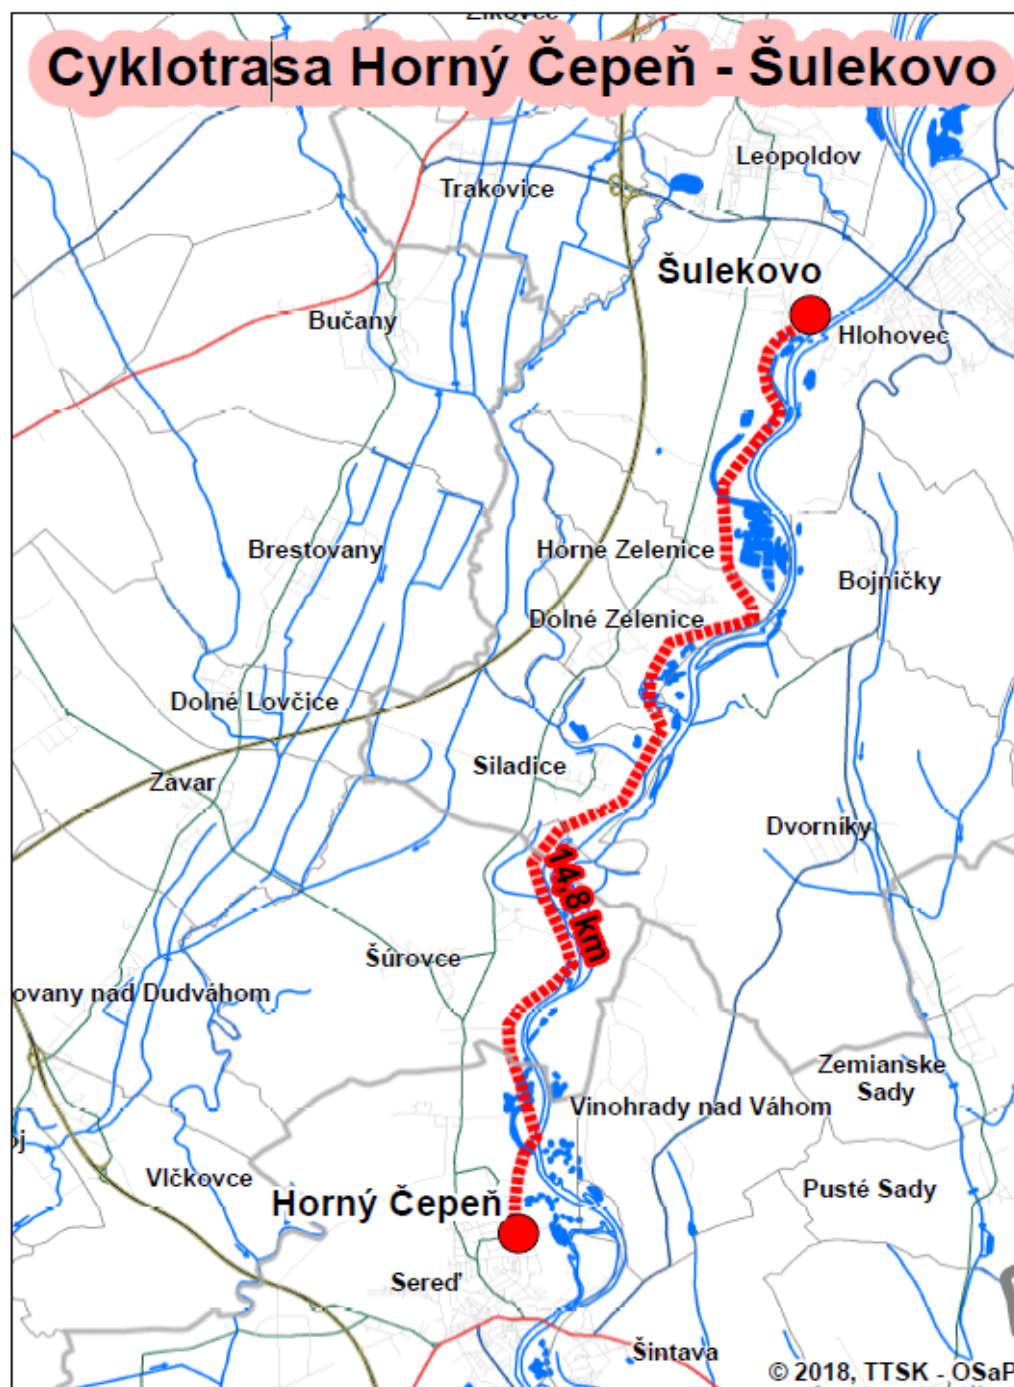 Cyklotrasa Horný Čepeň - Šulekovo
Leopoldov
Trakovice
Šulekovo
Bučany
Hlohovec
Brestovany
Horné Zelenice
Bojničky
Dolné Zelenice
Dolné Lovčice
Siladice
Zavar
Dvorníky
14,8 km
Šúrovce
ovany nad Dudváhom
Zemianske
Sady
Vinohrady nad Váhom
oj
Vlčkovce
Pusté Sady
Horný Čepeň
Sereď
Šintava
© 2018, TTSK - OSaP